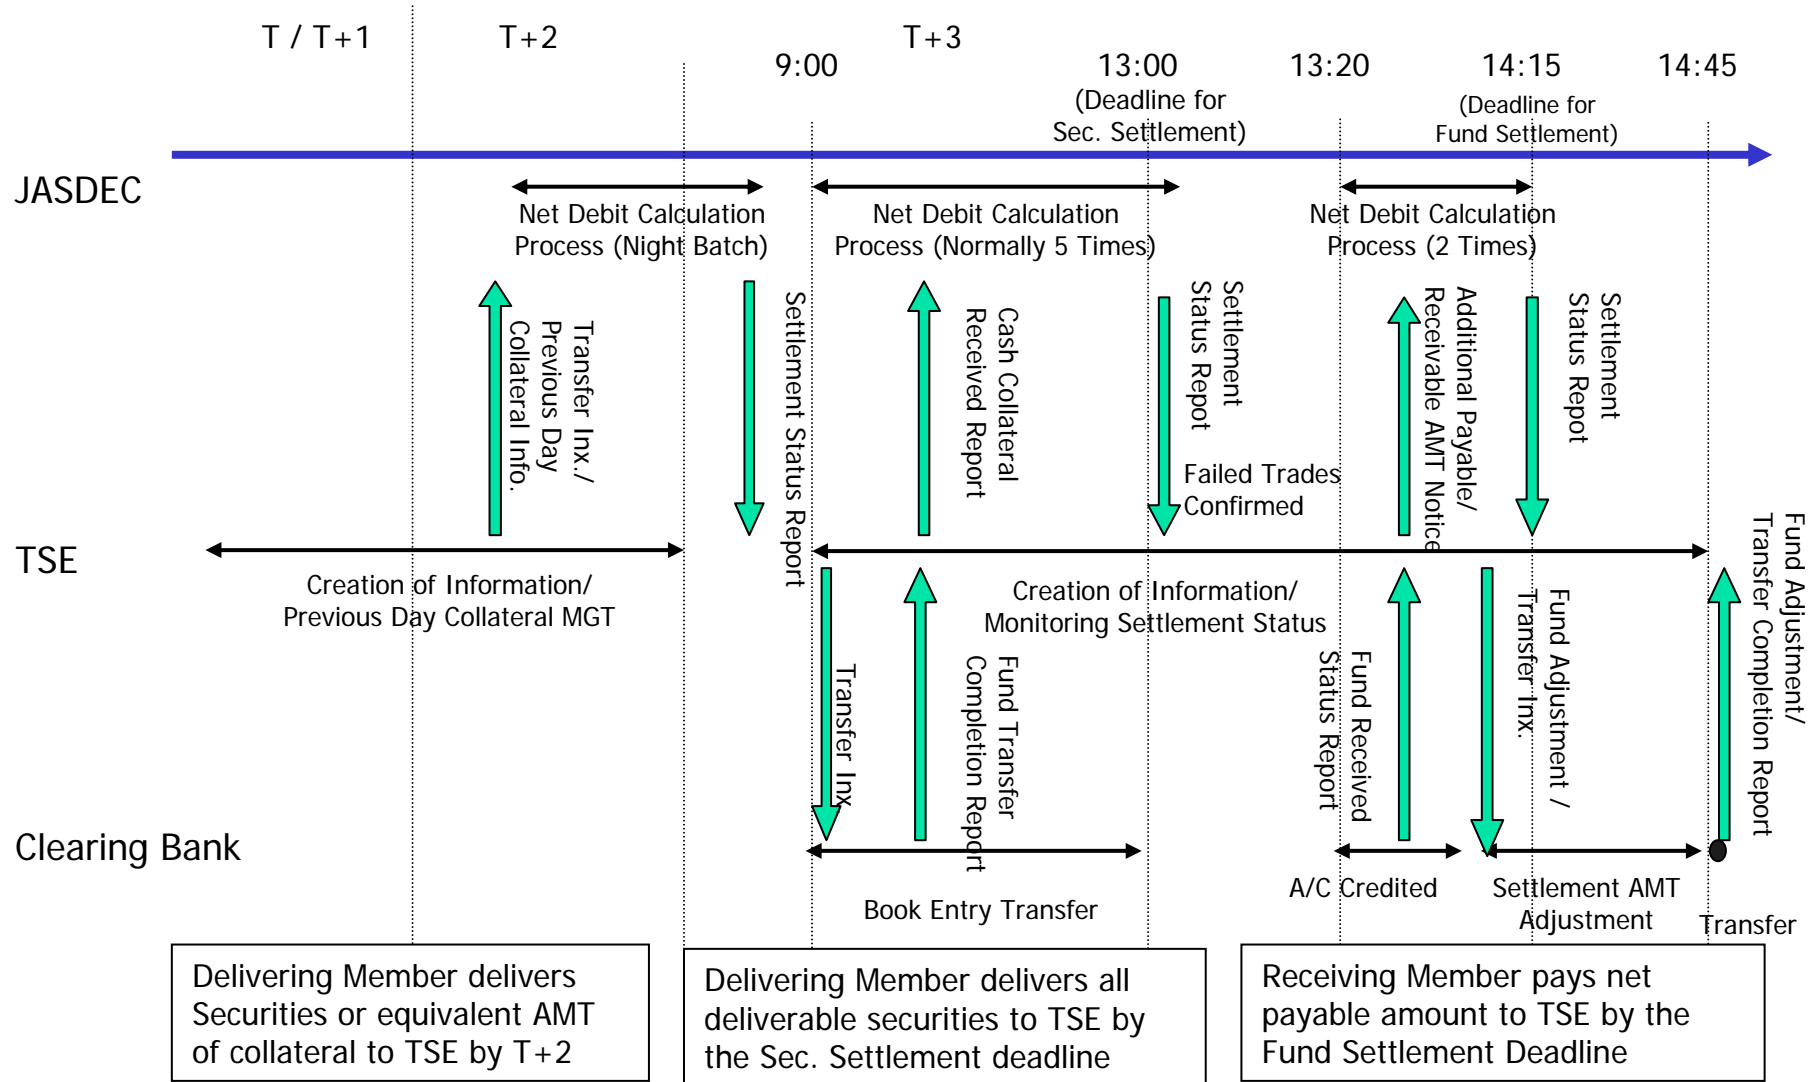 T / T+1
T+2
T+3
9:00
13:00
(Deadline for
Sec. Settlement)
13:20
14:15
(Deadline for
Fund Settlement)
14:45
JASDEC
Net Debit Calculation
Process (Night Batch)
Net Debit Calculation
Process (Normally 5 Times)
Net Debit Calculation
Process (2 Times)
Transfer Inx./
Previous Day
Collateral Info.
Settlement Status Report
Cash Collateral
Received Report
Settlement
Status Repot
Failed Trades
Confirmed
Additional Payable/
Receivable AMT Notice
Settlement
Status Repot
TSE
Creation of Information/
Previous Day Collateral MGT
Creation of Information/
Monitoring Settlement Status
Transfer Inx.
Fund Transfer
Completion Report
Fund Received
Status Report
Fund Adjustment /
Transfer Inx.
Fund Adjustment/
Transfer Completion Report
Clearing Bank
Book Entry Transfer
A/C Credited
Settlement AMT
Adjustment
Transfer
Delivering Member delivers
Securities or equivalent AMT
of collateral to TSE by T+2
Delivering Member delivers all
deliverable securities to TSE by
the Sec. Settlement deadline
Receiving Member pays net
payable amount to TSE by the
Fund Settlement Deadline